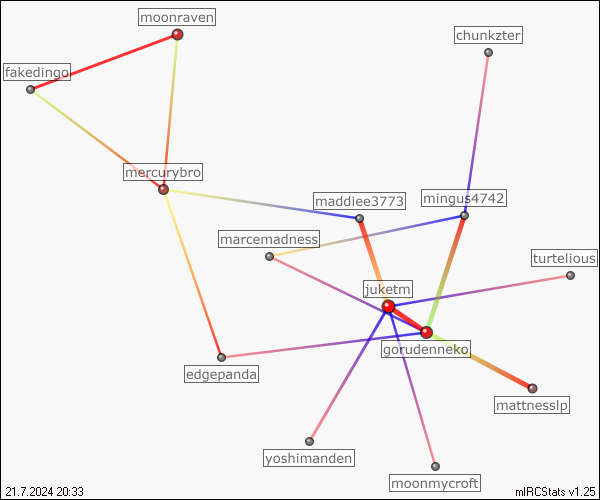 moonraven
chunkzter
fakedingo
mercurybro
maddiee3773
mingus4742
marcemadness
turtelious
juketm
gorudenneko
edgepanda
mattnesslp
yoshimanden
moonmycroft
21.7.2024 20:33
mIRCStats v1.25